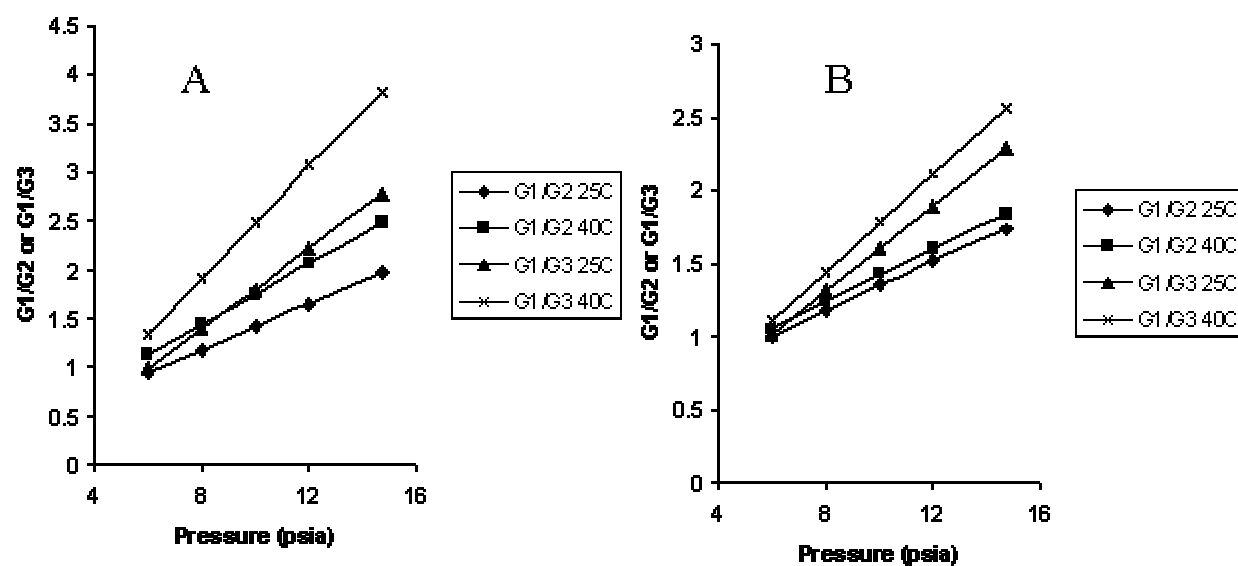 A
G1/G2 or G1/G3
4.5
4
3.5
3
2.5
2
1.5
1
0.5
0
4
8
12
16
Pressure (psia)
G1/G2 25C
G1/G2 40C
G1/G3 25C
G1/G3 40C
B
G1/G2 or G1/G3
3
2.5
2
1.5
1
0.5
0
4
8
12
16
Pressure (psia)
G1/G2 25C
G1/G2 40C
G1/G3 25C
G1/G3 40C